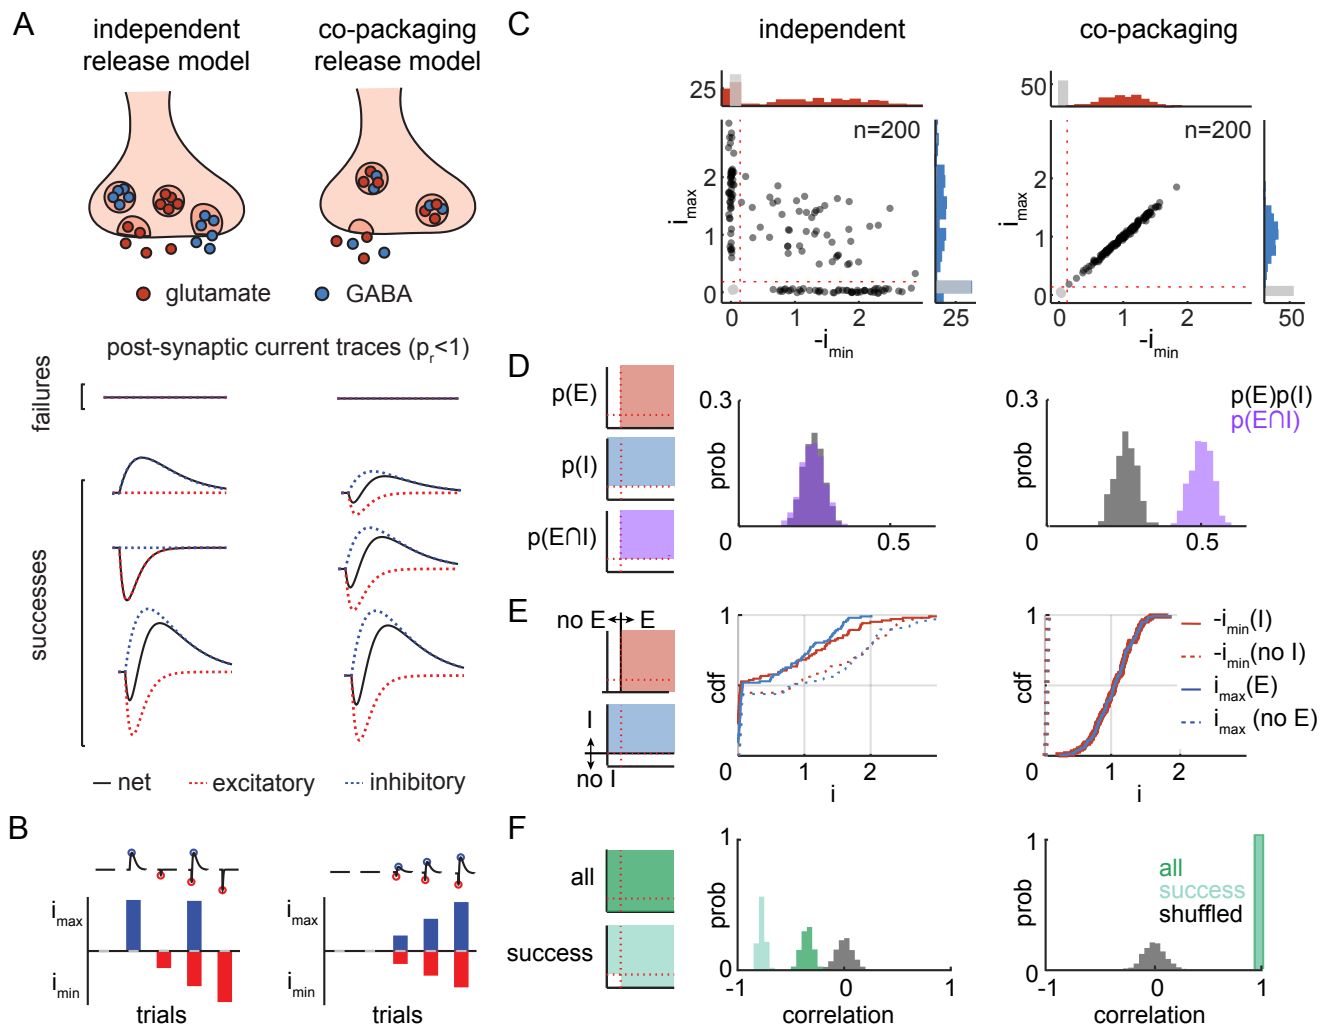 A
independent
release model
co-packaging
release model
glutamate
GABA
post-synaptic current traces (pr<1)
failures
successes
net
excitatory
inhibitory
B
imax
imin
trials
imax
imin
trials
C
independent
co-packaging
25
n=200
imax
2
1
0
0
1
2
-imin
25
50
n=200
imax
2
1
0
0
1
2
-imin
50
D
p(E)
p(I)
p(E∩I)
0.3
prob
0
0
0.5
0.3
prob
0
0
0.5
p(E)p(I)
p(E∩I)
E
no E
E
I
no I
1
cdf
0
0
1
2
i
1
cdf
0
0
1
2
i
-imin(I)
-imin(no I)
imax(E)
imax (no E)
F
all
success
1
prob
0
-1
0
1
correlation
1
prob
0
-1
0
1
correlation
all
success
shuffled